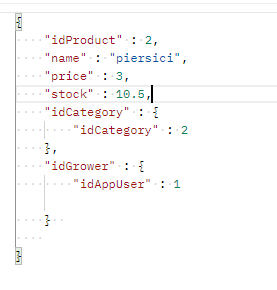 {
"idProduct" : 2,
"name" : "piersici",
"price" : 3,
"stock" : 10.5,
"idCategory" : {
"idCategory" : 2
},
"idGrower" : {
"idAppUser" : 1
}
}